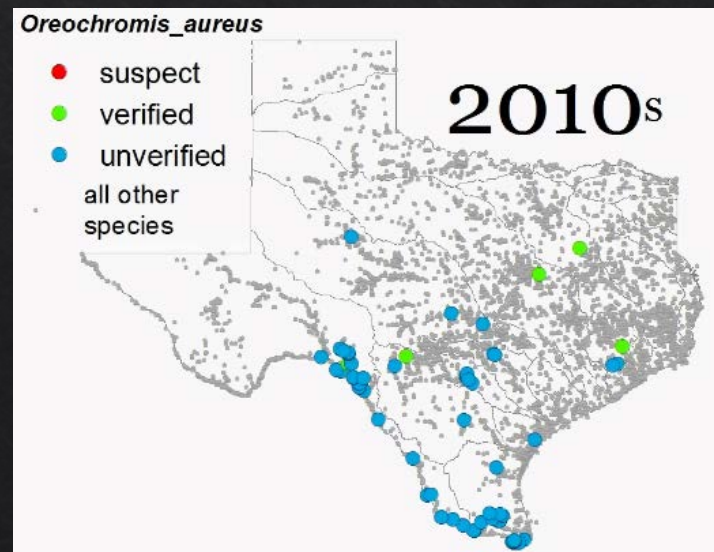 Oreochromis_aureus
suspect
verified
unverified
all other
species
2010s